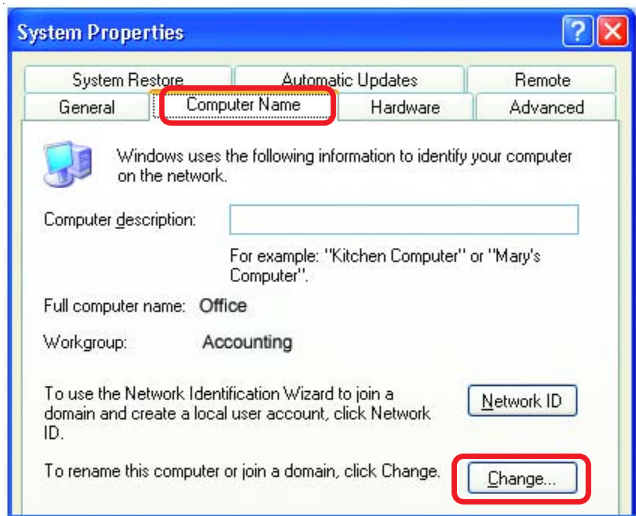 System Properties
System Restore Automatic Updates Remote
General Computer Name Hardware Advanced
Windows uses the following information to identify your computer
on the network.
Computer description:
For example: "Kitchen Computer" or "Mary's
Computer".
Full computer name: Office
Workgroup: Accounting
To use the Network Identification Wizard to join a
domain and create a local user account, click Network
ID.
Network ID
To rename this computer or join a domain, click Change.
Change...